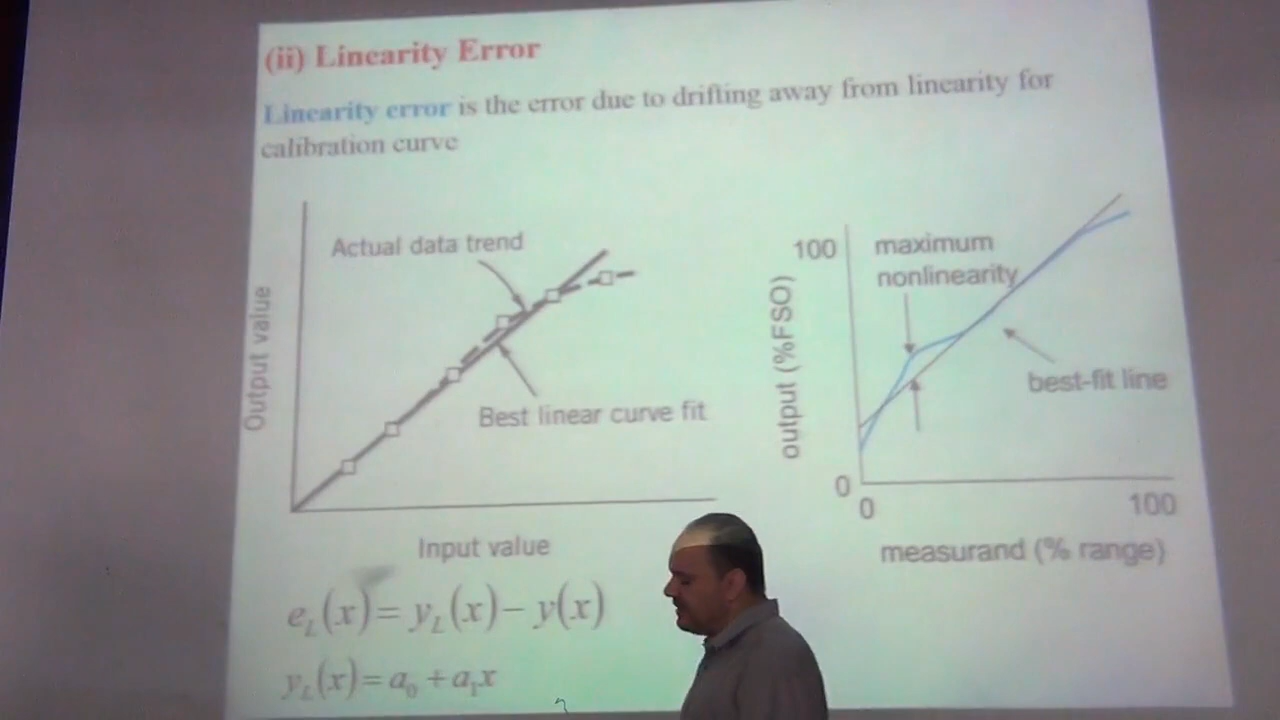 (ii) Linearity Error
Linearity error is the error due to drifting away from linearity for
calibration curve
Actual data trend
Output value
Best linear curve fit
Input value
100
maximum
nonlinearity
output (%FSO)
best-fit line
0
0
100
measurand (% range)
e_L(x)= y_L(x)− y(x)
y_L(x)= a₀ + a₁x